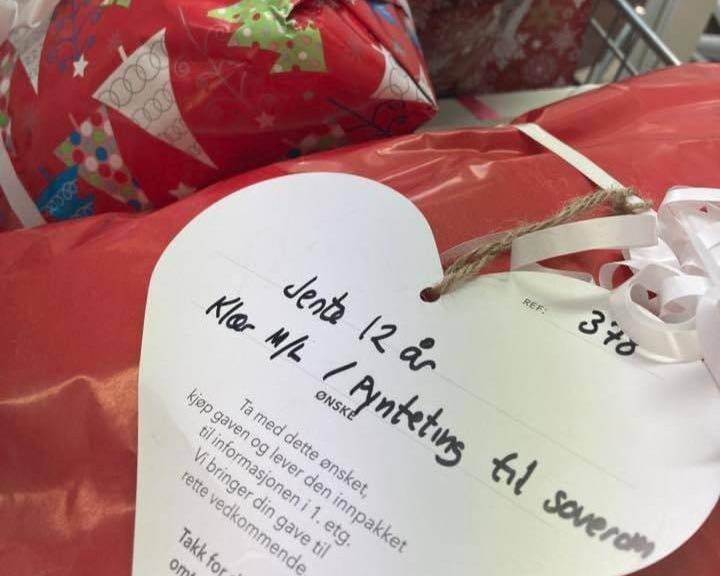 REF: 378
Jente 12 år
Klær M/L / Pynteting til soverom
ØNSKE
Ta med dette ønsket,
kjøp gaven og lever den innpakket
til informasjonen i 1. etg.
Vi bringer din gave til
rette vedkommende
Takk for